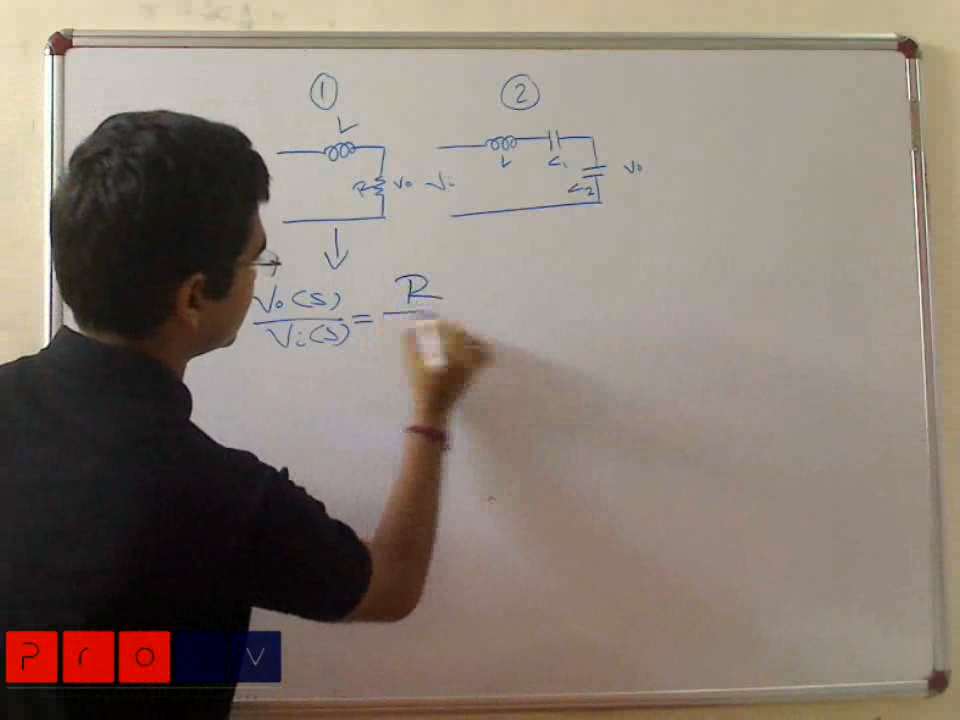 1 2
L
R Vo Vi L C1 C2 Vo
Vo(s)
Vi(s) = R
P r o V